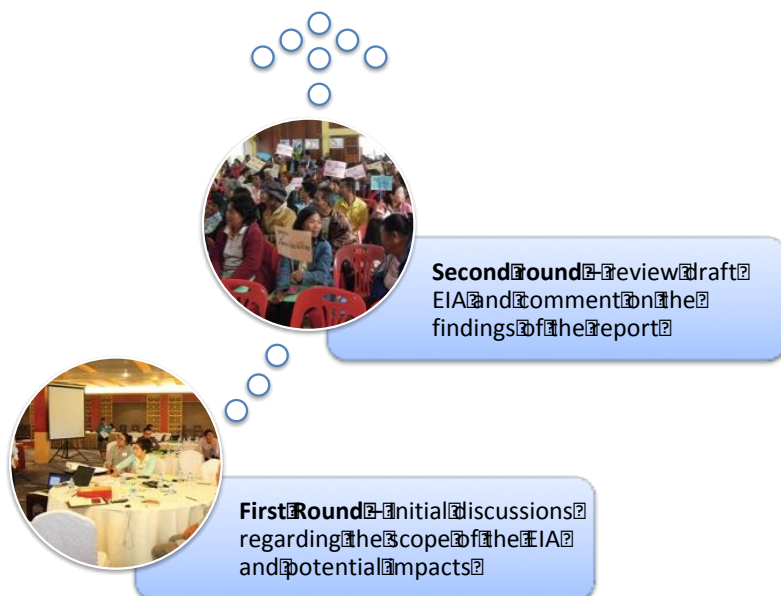 Second round – review draft
EIA and comment on the
findings of the report
First Round – Initial discussions
regarding the scope of the EIA
and potential impacts